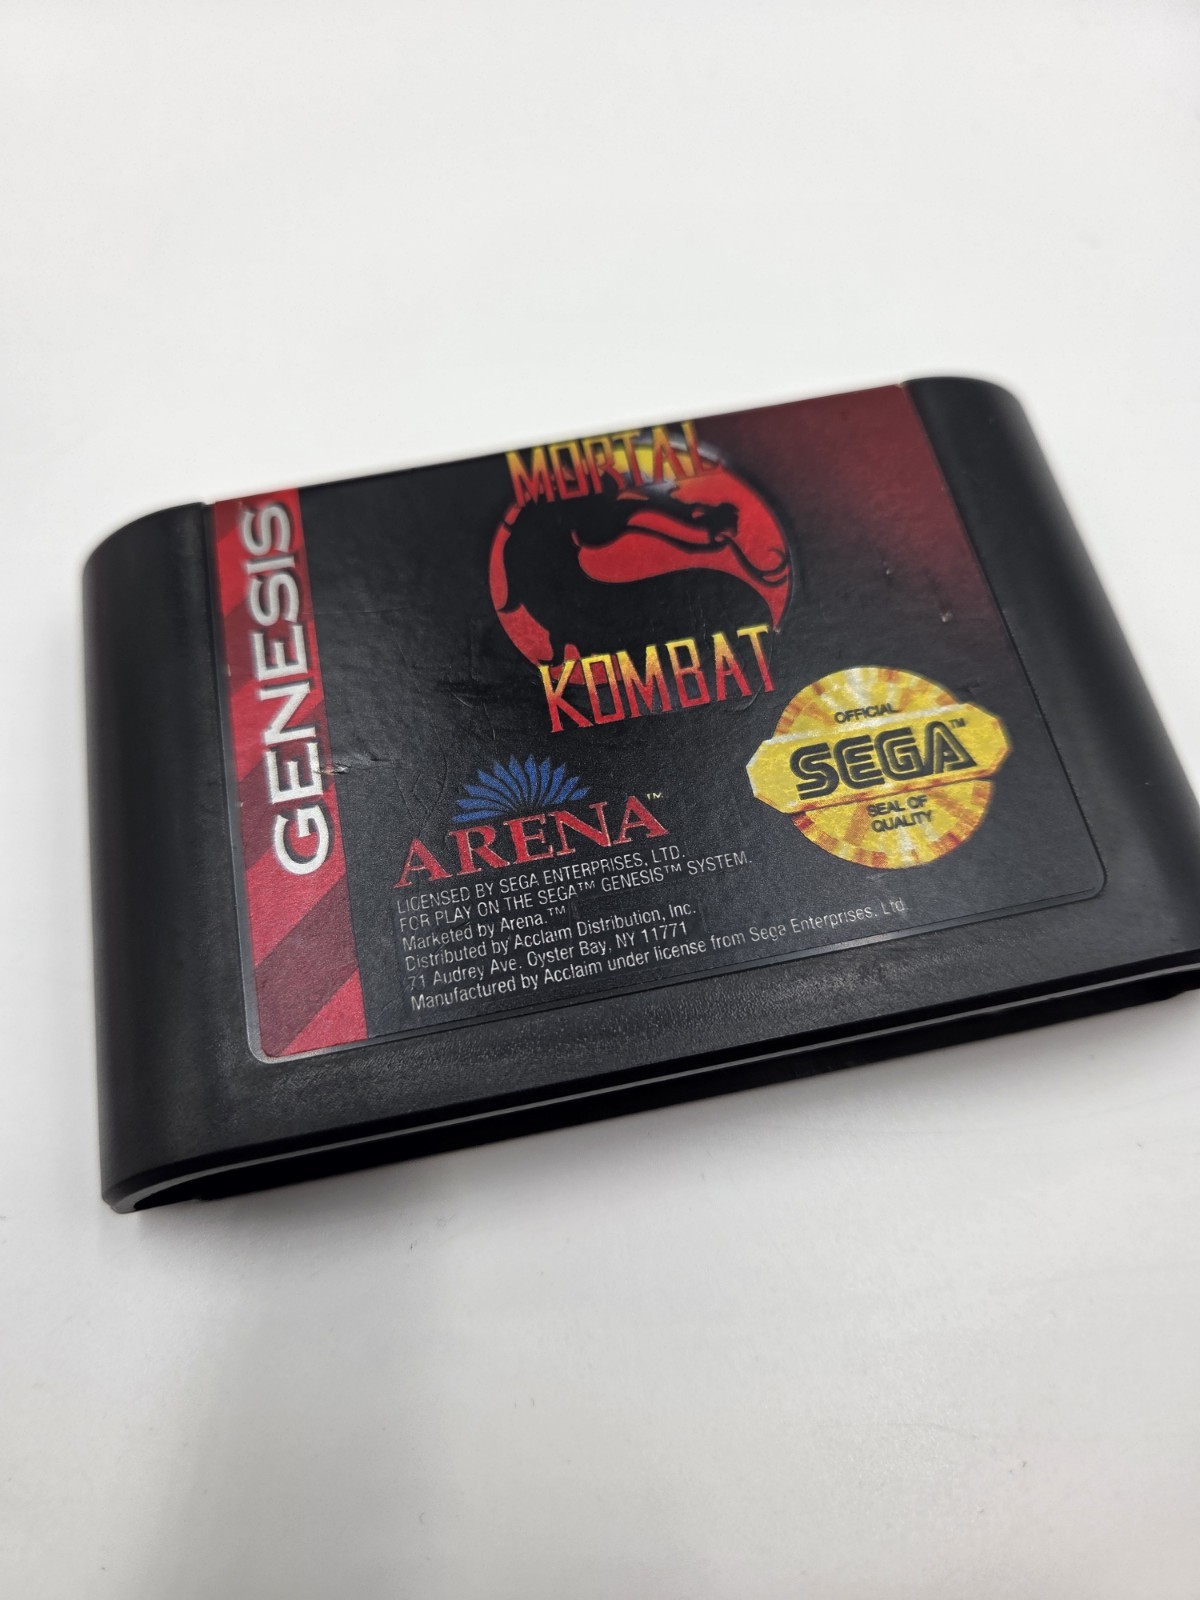 GENESIS
MORTAL
KOMBAT
OFFICIAL
SEGA™
SEAL OF
QUALITY
ARENA™
LICENSED BY SEGA ENTERPRISES, LTD.
FOR PLAY ON THE SEGA™ GENESIS™ SYSTEM.
Marketed by Arena.™
Distributed by Acclaim Distribution, Inc.
71 Audrey Ave. Oyster Bay, NY 11771
Manufactured by Acclaim under license from Sega Enterprises. Ltd.